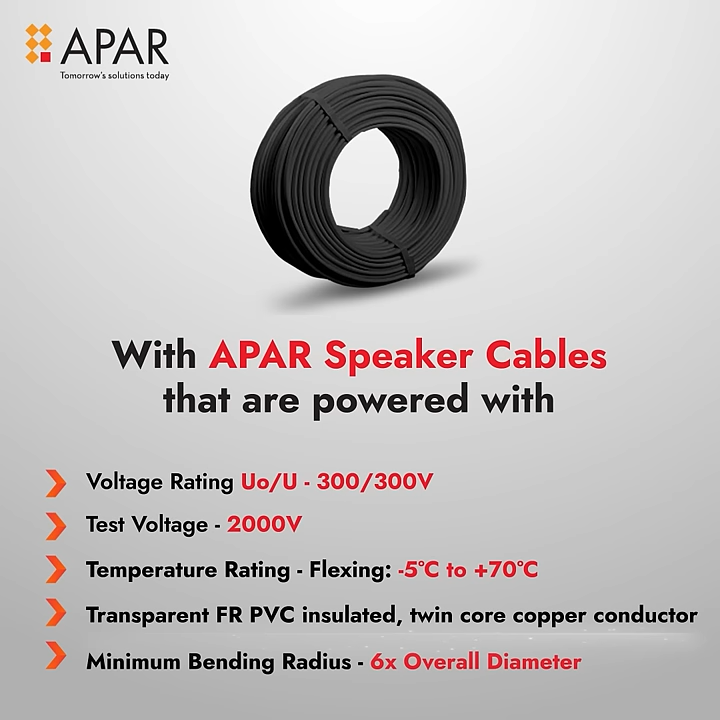 APAR
Tomorrow's solutions today
With APAR Speaker Cables
that are powered with
Voltage Rating Uo/U - 300/300V
Test Voltage - 2000V
Temperature Rating - Flexing: -5°C to +70°C
Transparent FR PVC insulated, twin core copper conductor
Minimum Bending Radius - 6x Overall Diameter